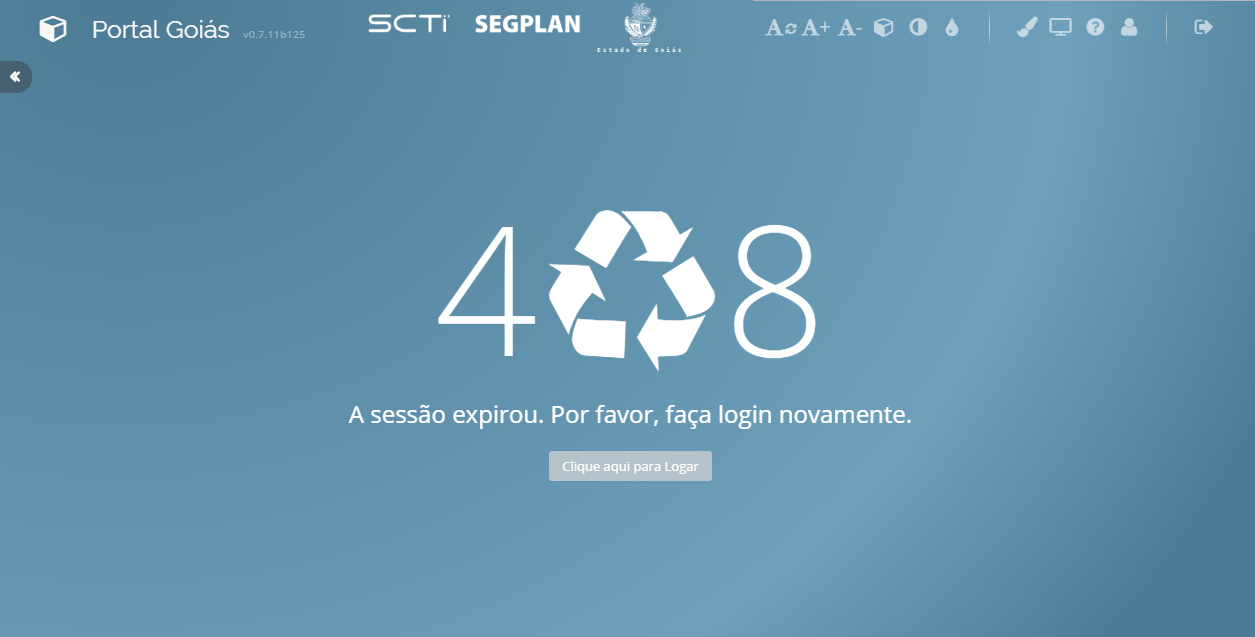 Portal Goiás v0.7.11b125 SCTi SEGPLAN A A+ A-
Estado de Goiás
4 8
A sessão expirou. Por favor, faça login novamente.
Clique aqui para Logar